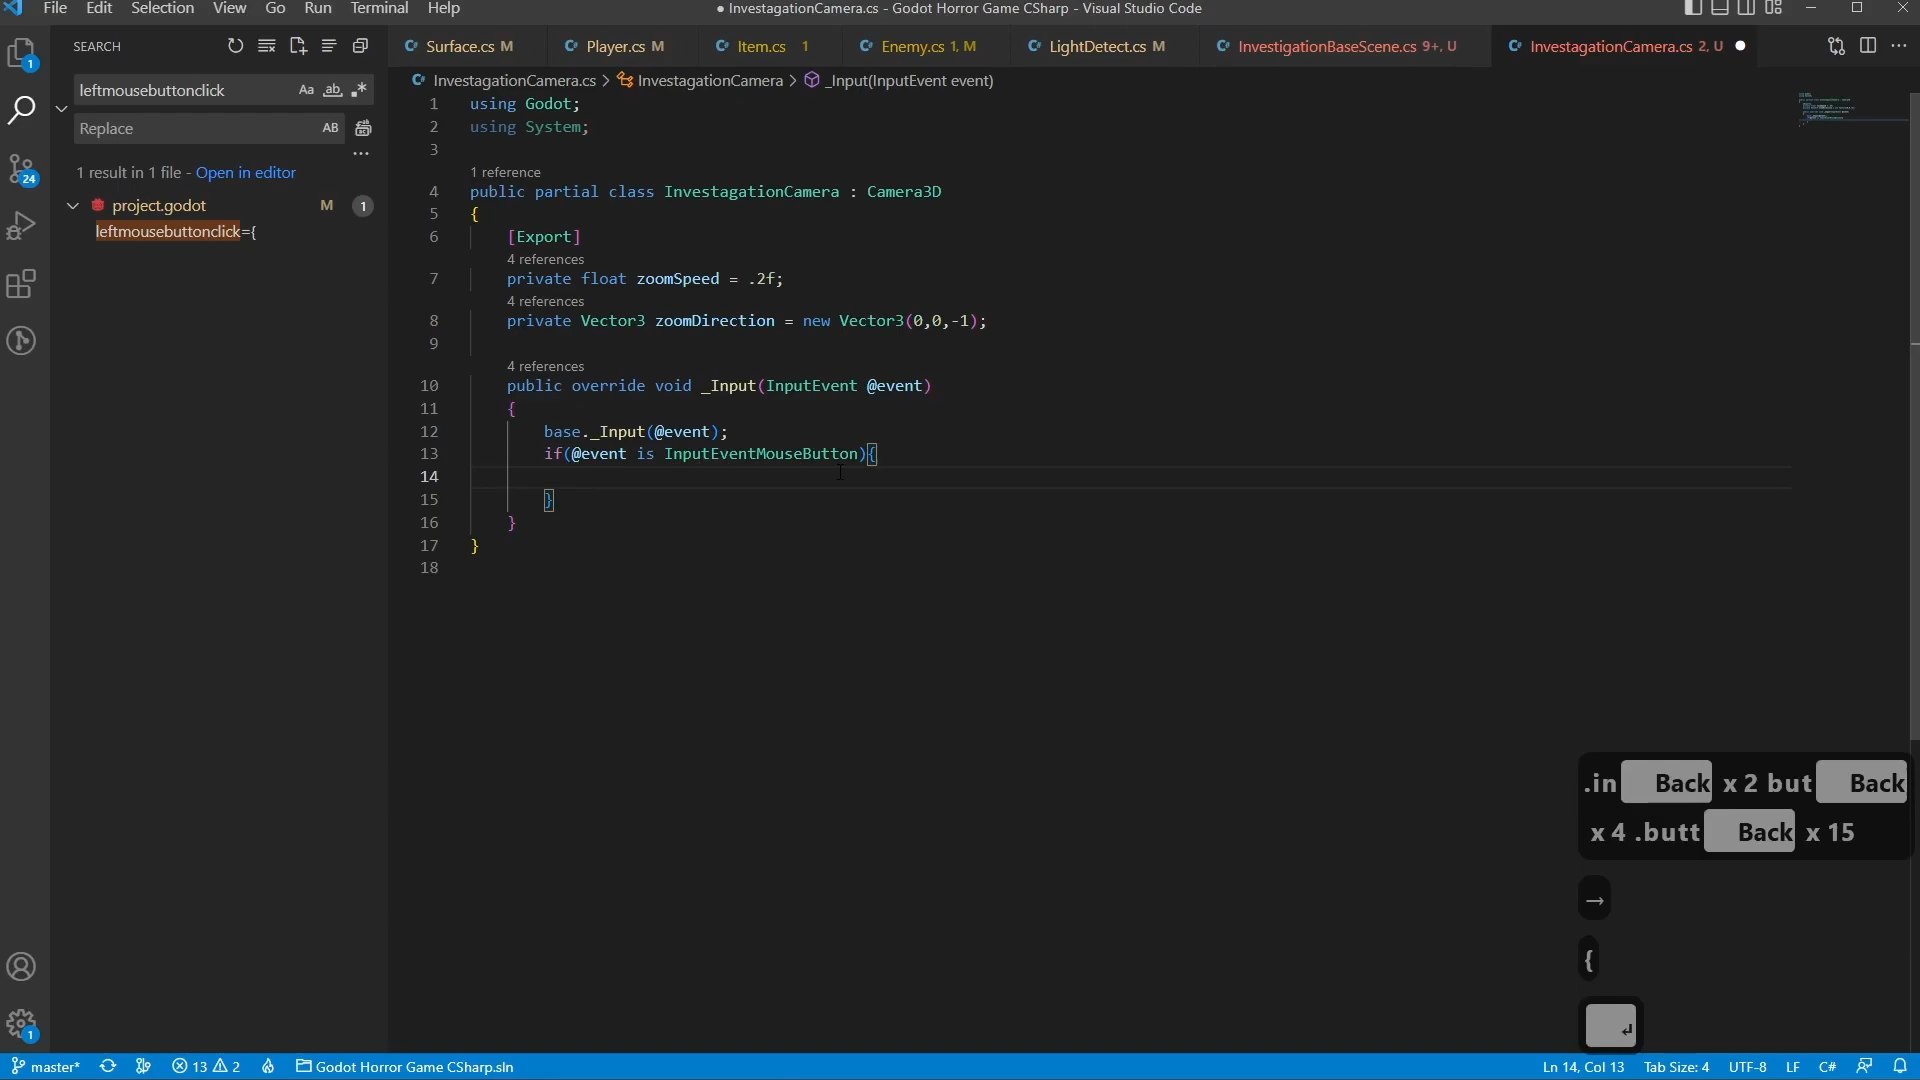 File Edit Selection View Go Run Terminal Help
● InvestagationCamera.cs - Godot Horror Game CSharp - Visual Studio Code
SEARCH
Surface.cs M
Player.cs M
Item.cs 1
Enemy.cs 1, M
LightDetect.cs M
InvestigationBaseScene.cs 9+, U
InvestagationCamera.cs 2, U
InvestagationCamera.cs > InvestagationCamera > _Input(InputEvent event)
leftmousebuttonclick Aa ab .*
Replace AB
1 result in 1 file - Open in editor
project.godot M 1
leftmousebuttonclick={
1 using Godot;
2 using System;
3
1 reference
4 public partial class InvestagationCamera : Camera3D
5 {
6 [Export]
4 references
7 private float zoomSpeed = .2f;
4 references
8 private Vector3 zoomDirection = new Vector3(0,0,-1);
9
4 references
10 public override void _Input(InputEvent @event)
11 {
12 base._Input(@event);
13 if(@event is InputEventMouseButton){
14
15 }
16 }
17 }
18
1
24
1
.in Back x 2 but Back
x 4 .butt Back x 15
→
{
↵
master* 13 2 Godot Horror Game CSharp.sln
Ln 14, Col 13 Tab Size: 4 UTF-8 LF C#